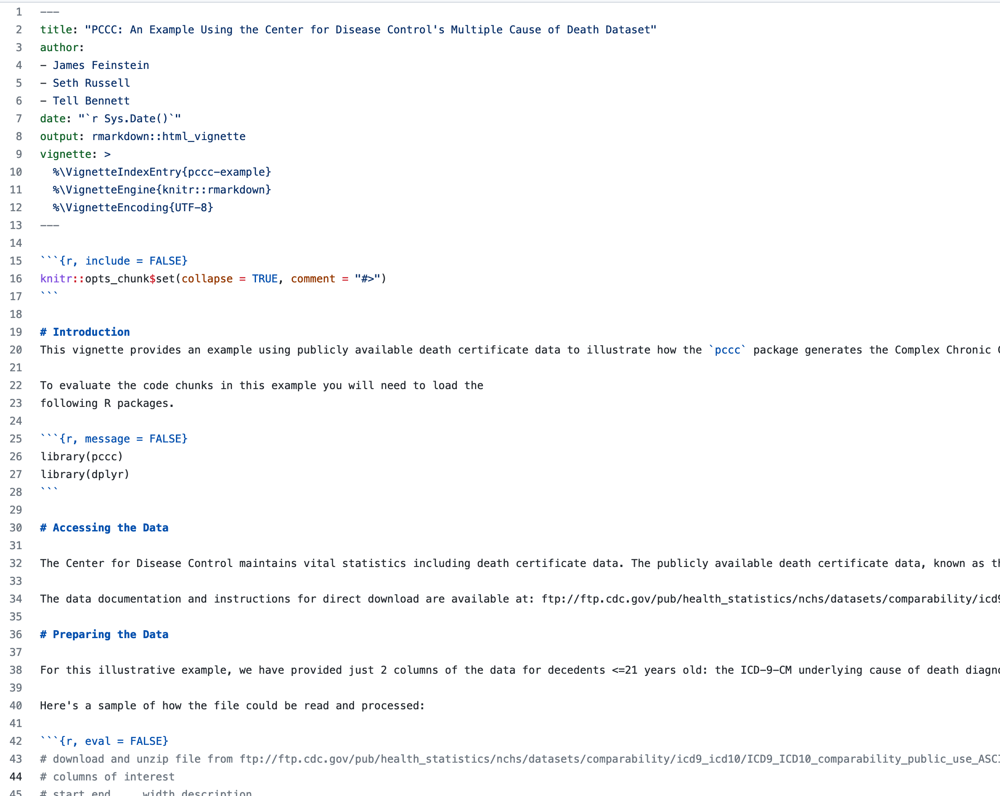 1 ---
2 title: "PCCC: An Example Using the Center for Disease Control's Multiple Cause of Death Dataset"
3 author:
4 - James Feinstein
5 - Seth Russell
6 - Tell Bennett
7 date: "`r Sys.Date()`"
8 output: rmarkdown::html_vignette
9 vignette: >
10   %\VignetteIndexEntry{pccc-example}
11   %\VignetteEngine{knitr::rmarkdown}
12   %\VignetteEncoding{UTF-8}
13 ---
14
15 ```{r, include = FALSE}
16 knitr::opts_chunk$set(collapse = TRUE, comment = "#>")
17 ```
18
19 # Introduction
20 This vignette provides an example using publicly available death certificate data to illustrate how the `pccc` package generates the Complex Chronic
21
22 To evaluate the code chunks in this example you will need to load the
23 following R packages.
24
25 ```{r, message = FALSE}
26 library(pccc)
27 library(dplyr)
28 ```
29
30 # Accessing the Data
31
32 The Center for Disease Control maintains vital statistics including death certificate data. The publicly available death certificate data, known as th
33
34 The data documentation and instructions for direct download are available at: ftp://ftp.cdc.gov/pub/health_statistics/nchs/datasets/comparability/icd9
35
36 # Preparing the Data
37
38 For this illustrative example, we have provided just 2 columns of the data for decedents <=21 years old: the ICD-9-CM underlying cause of death diagno
39
40 Here's a sample of how the file could be read and processed:
41
42 ```{r, eval = FALSE}
43 # download and unzip file from ftp://ftp.cdc.gov/pub/health_statistics/nchs/datasets/comparability/icd9_icd10/ICD9_ICD10_comparability_public_use_ASCI
44 # columns of interest
45 # start end     width description